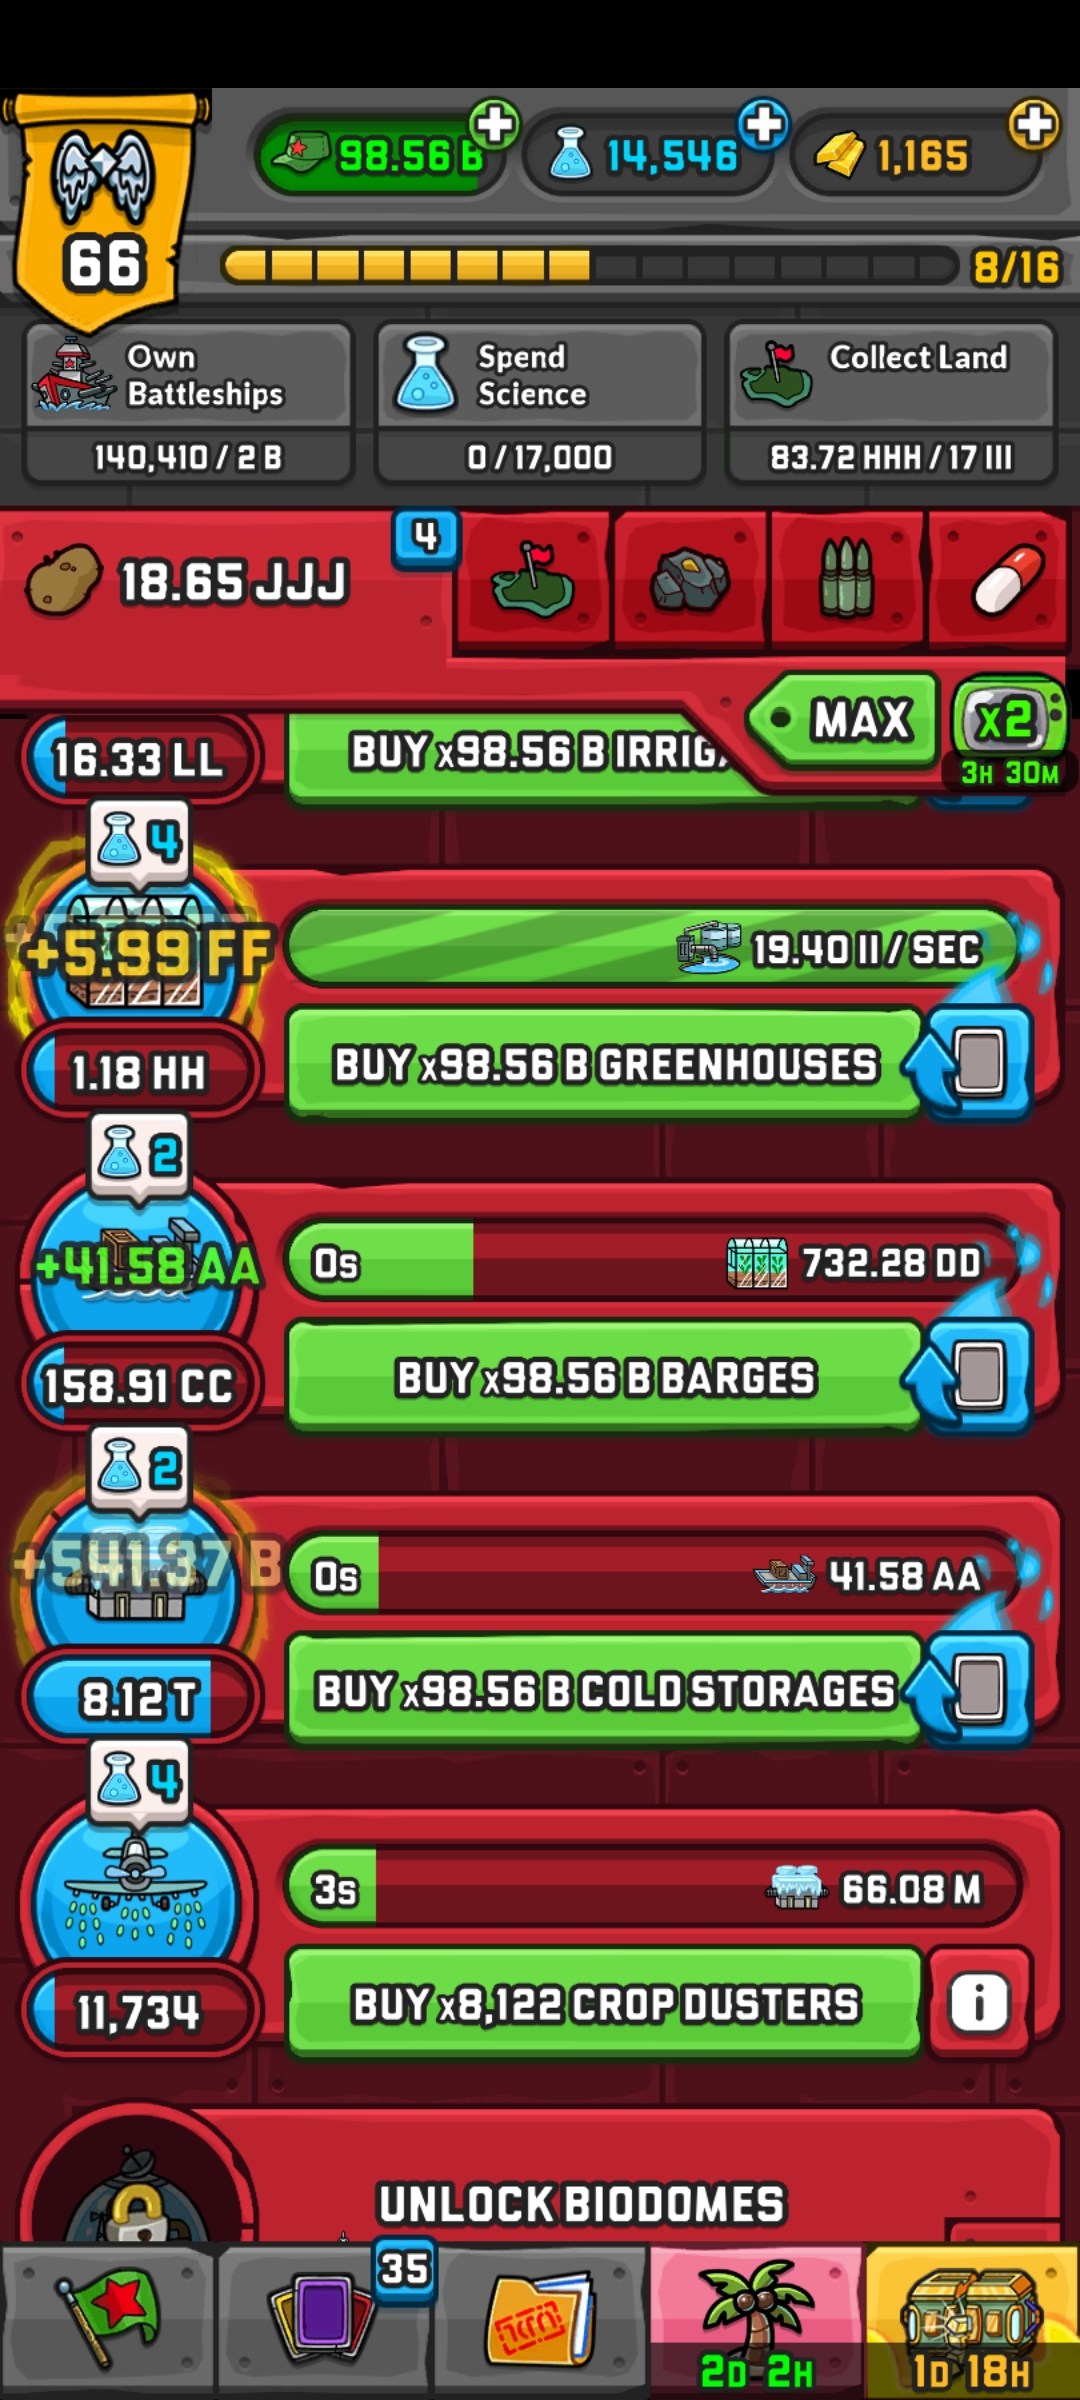 98.56 B
14,546
1,165
66
8/16
Own
Battleships
140,410 / 2 B
Spend
Science
0 / 17,000
Collect Land
83.72 HHH / 17 III
18.65 JJJ
4
MAX
x2
3H 30M
16.33 LL
BUY x98.56 B IRRIG
4
+5.99 FF
19.40 II / SEC
1.18 HH
BUY x98.56 B GREENHOUSES
2
+41.58 AA
0s
732.28 DD
158.91 CC
BUY x98.56 B BARGES
2
+541.37 B
0s
41.58 AA
8.12 T
BUY x98.56 B COLD STORAGES
4
3s
66.08 M
11,734
BUY x8,122 CROP DUSTERS
i
UNLOCK BIODOMES
35
2D 2H
1D 18H